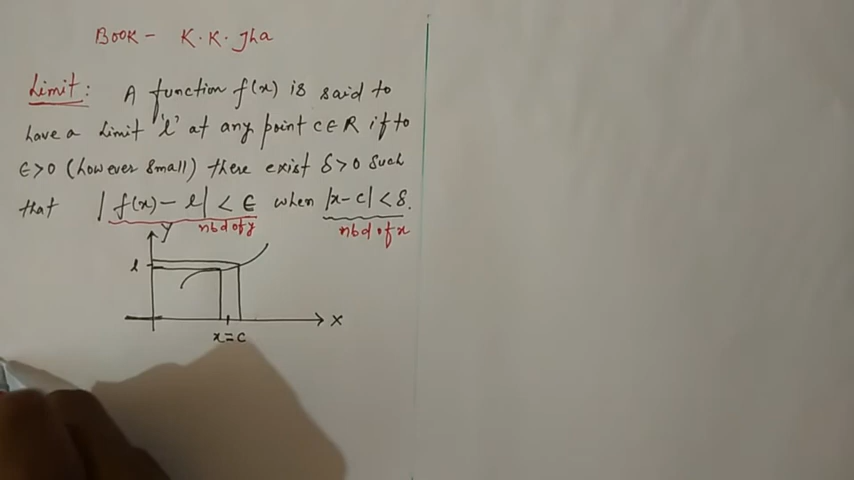 BOOK - K.K. Jha
Limit: A function f(x) is said to
have a limit 'l' at any point c∈R if to
∈>0 (however small) there exist δ>0 such
that |f(x)-l| < ∈ when |x-c| < δ.
nbd of y nbd of x
y
l
X
x=c